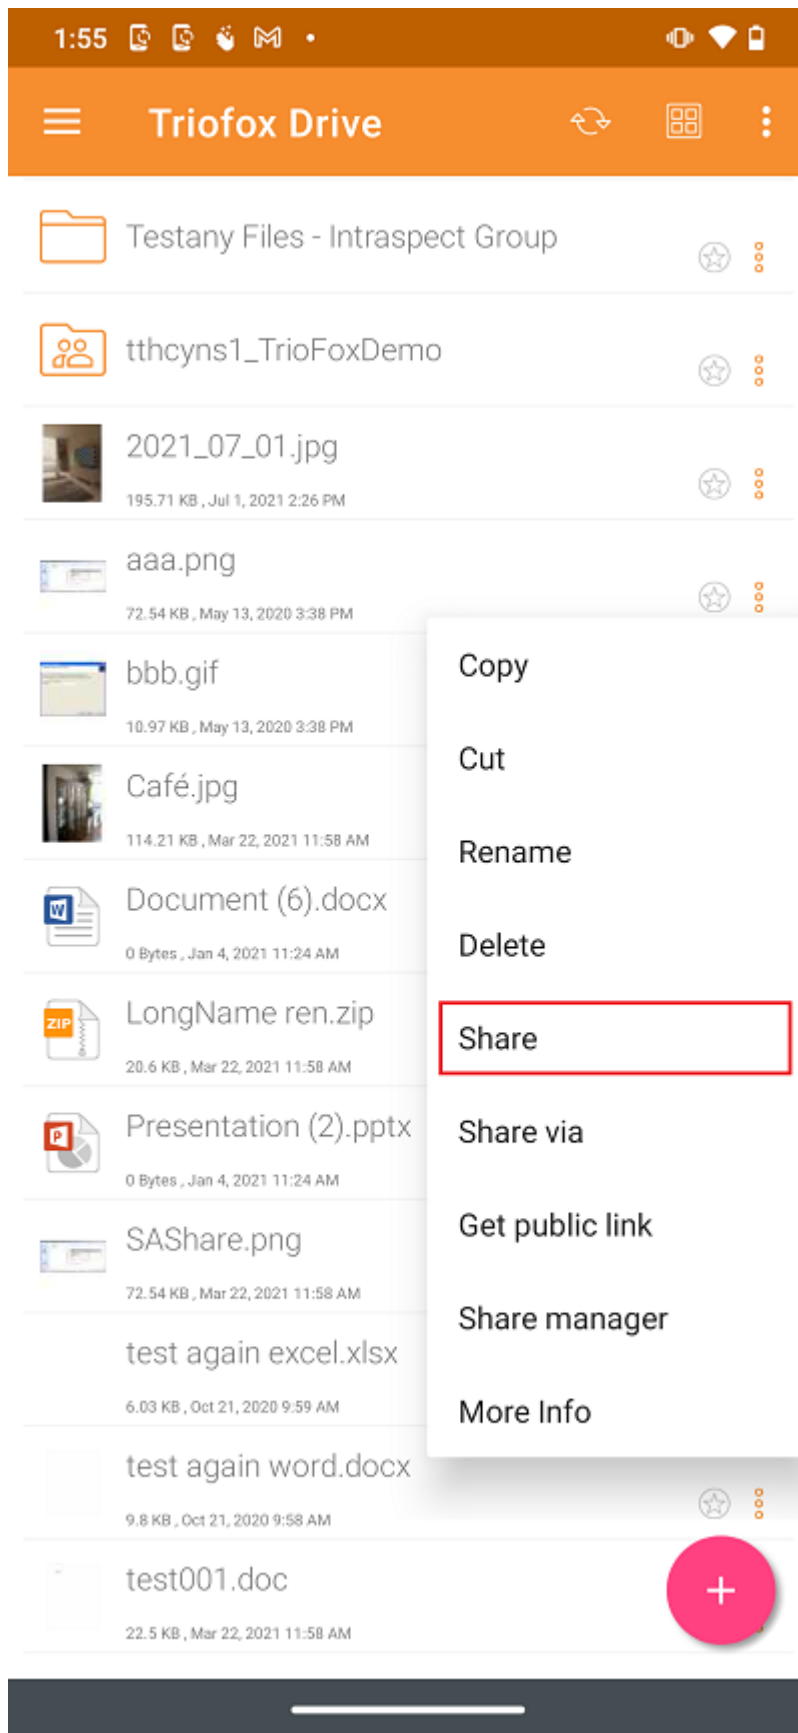 1:55
Triofox Drive
Testany Files - Intraspect Group
tthcyns1_TrioFoxDemo
2021_07_01.jpg
195.71 KB , Jul 1, 2021 2:26 PM
aaa.png
72.54 KB , May 13, 2020 3:38 PM
bbb.gif
10.97 KB , May 13, 2020 3:38 PM
Café.jpg
114.21 KB , Mar 22, 2021 11:58 AM
W
Document (6).docx
0 Bytes , Jan 4, 2021 11:24 AM
ZIP
LongName ren.zip
20.6 KB , Mar 22, 2021 11:58 AM
P
Presentation (2).pptx
0 Bytes , Jan 4, 2021 11:24 AM
SAShare.png
72.54 KB , Mar 22, 2021 11:58 AM
test again excel.xlsx
6.03 KB , Oct 21, 2020 9:59 AM
test again word.docx
9.8 KB , Oct 21, 2020 9:58 AM
test001.doc
22.5 KB , Mar 22, 2021 11:58 AM
Copy
Cut
Rename
Delete
Share
Share via
Get public link
Share manager
More Info